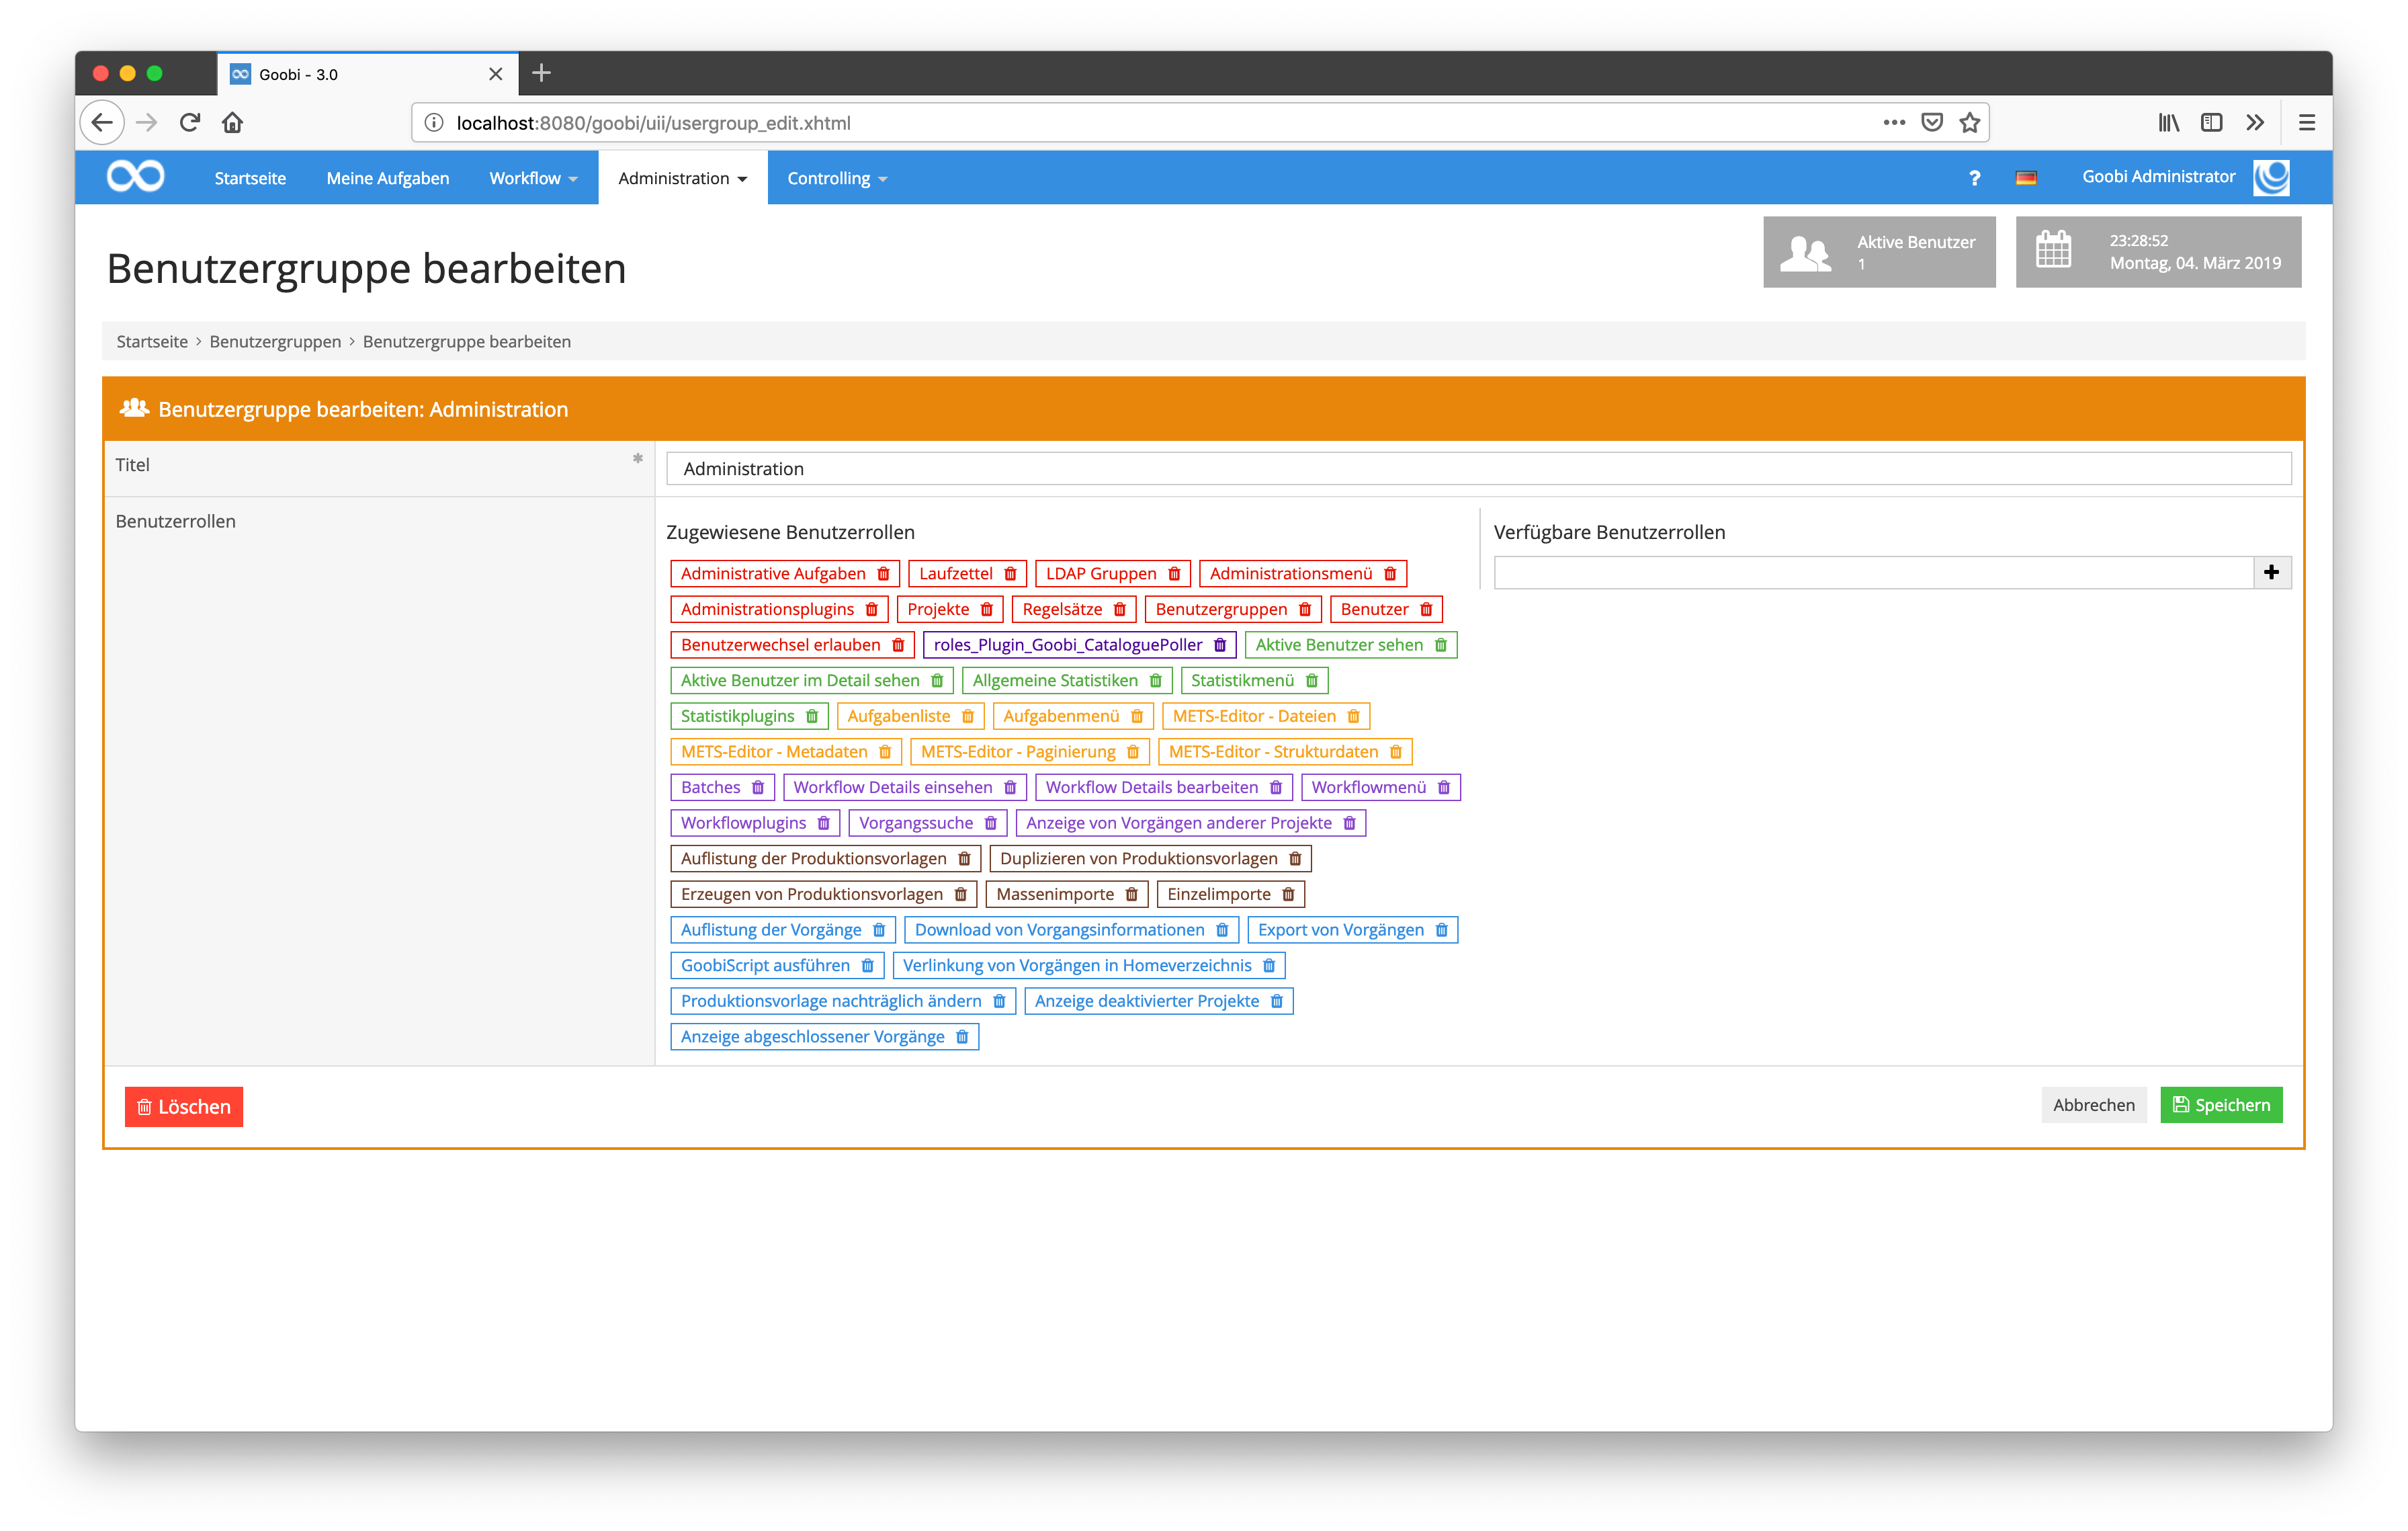 Goobi - 3.0
localhost:8080/goobi/uii/usergroup_edit.xhtml
Startseite Meine Aufgaben Workflow Administration Controlling ? Goobi Administrator
Aktive Benutzer
1
23:28:52
Montag, 04. März 2019
Benutzergruppe bearbeiten
Startseite > Benutzergruppen > Benutzergruppe bearbeiten
Benutzergruppe bearbeiten: Administration
Titel * Administration
Benutzerrollen
Zugewiesene Benutzerrollen
Administrative Aufgaben Laufzettel LDAP Gruppen Administrationsmenü
Administrationsplugins Projekte Regelsätze Benutzergruppen Benutzer
Benutzerwechsel erlauben roles_Plugin_Goobi_CataloguePoller Aktive Benutzer sehen
Aktive Benutzer im Detail sehen Allgemeine Statistiken Statistikmenü
Statistikplugins Aufgabenliste Aufgabenmenü METS-Editor - Dateien
METS-Editor - Metadaten METS-Editor - Paginierung METS-Editor - Strukturdaten
Batches Workflow Details einsehen Workflow Details bearbeiten Workflowmenü
Workflowplugins Vorgangssuche Anzeige von Vorgängen anderer Projekte
Auflistung der Produktionsvorlagen Duplizieren von Produktionsvorlagen
Erzeugen von Produktionsvorlagen Massenimporte Einzelimporte
Auflistung der Vorgänge Download von Vorgangsinformationen Export von Vorgängen
GoobiScript ausführen Verlinkung von Vorgängen in Homeverzeichnis
Produktionsvorlage nachträglich ändern Anzeige deaktivierter Projekte
Anzeige abgeschlossener Vorgänge
Verfügbare Benutzerrollen
Löschen
Abbrechen Speichern